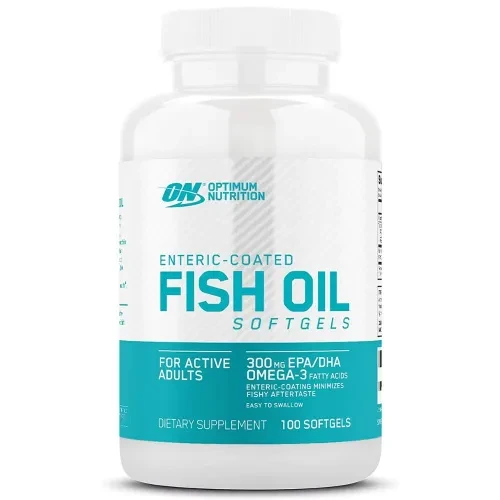 ON® OPTIMUM
NUTRITION
ENTERIC-COATED
FISH OIL
SOFTGELS
FOR ACTIVE
ADULTS
300 MG EPA/DHA
OMEGA-3 FATTY ACIDS
ENTERIC-COATING MINIMIZES
FISHY AFTERTASTE
EASY TO SWALLOW
DIETARY SUPPLEMENT
100 SOFTGELS